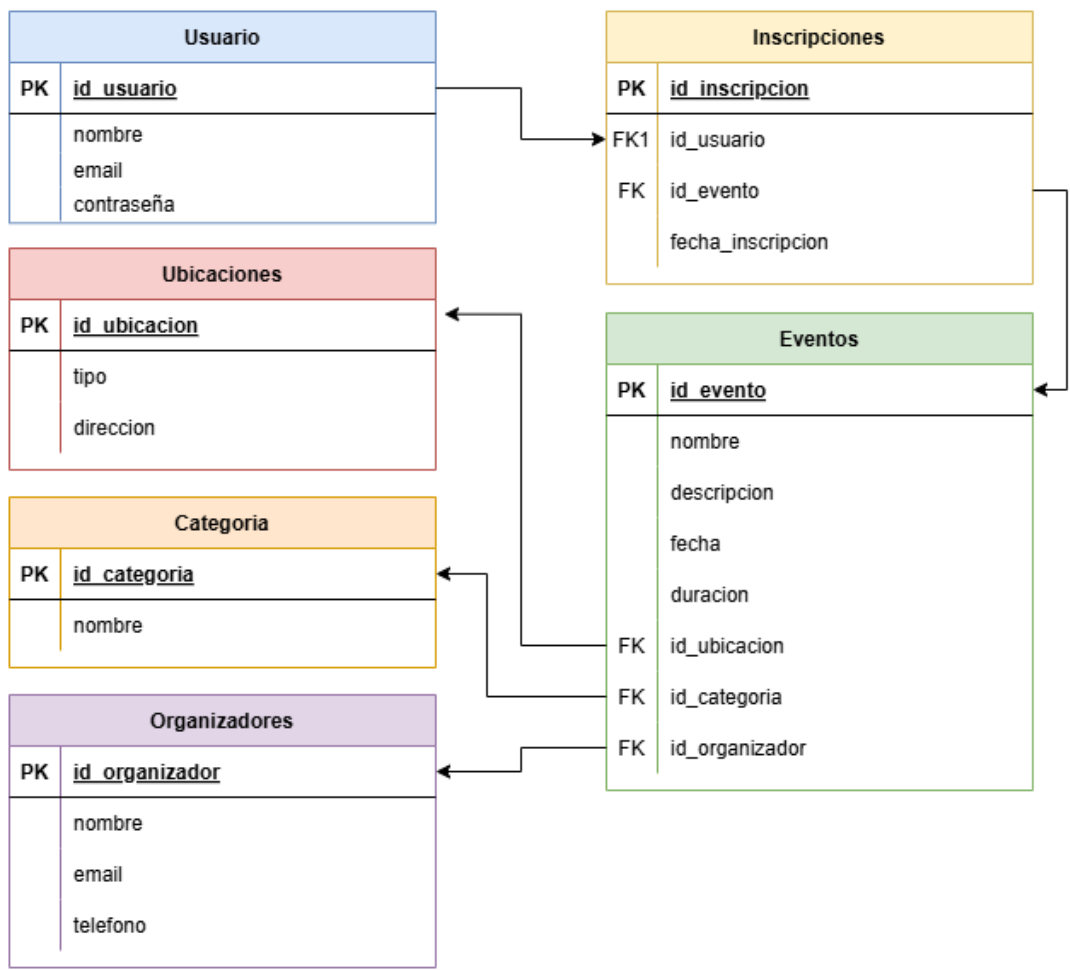 Usuario
PK id_usuario
nombre
email
contraseña
Ubicaciones
PK id_ubicacion
tipo
direccion
Categoria
PK id_categoria
nombre
Organizadores
PK id_organizador
nombre
email
telefono
Inscripciones
PK id_inscripcion
FK1 id_usuario
FK id_evento
fecha_inscripcion
Eventos
PK id_evento
nombre
descripcion
fecha
duracion
FK id_ubicacion
FK id_categoria
FK id_organizador